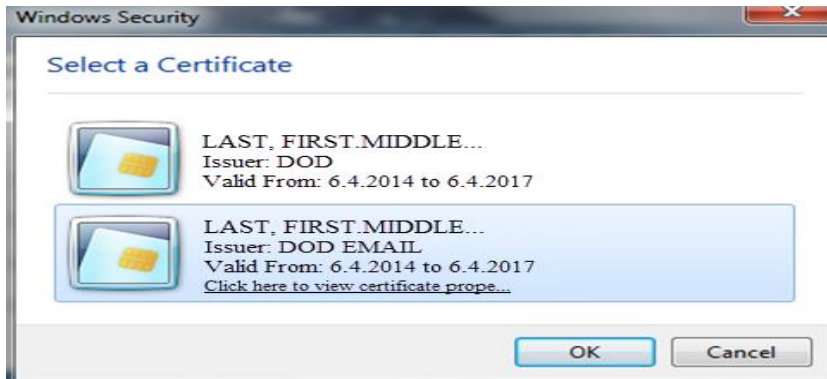 Windows Security
Select a Certificate
LAST, FIRST.MIDDLE...
Issuer: DOD
Valid From: 6.4.2014 to 6.4.2017
LAST, FIRST.MIDDLE...
Issuer: DOD EMAIL
Valid From: 6.4.2014 to 6.4.2017
Click here to view certificate prope...
OK Cancel